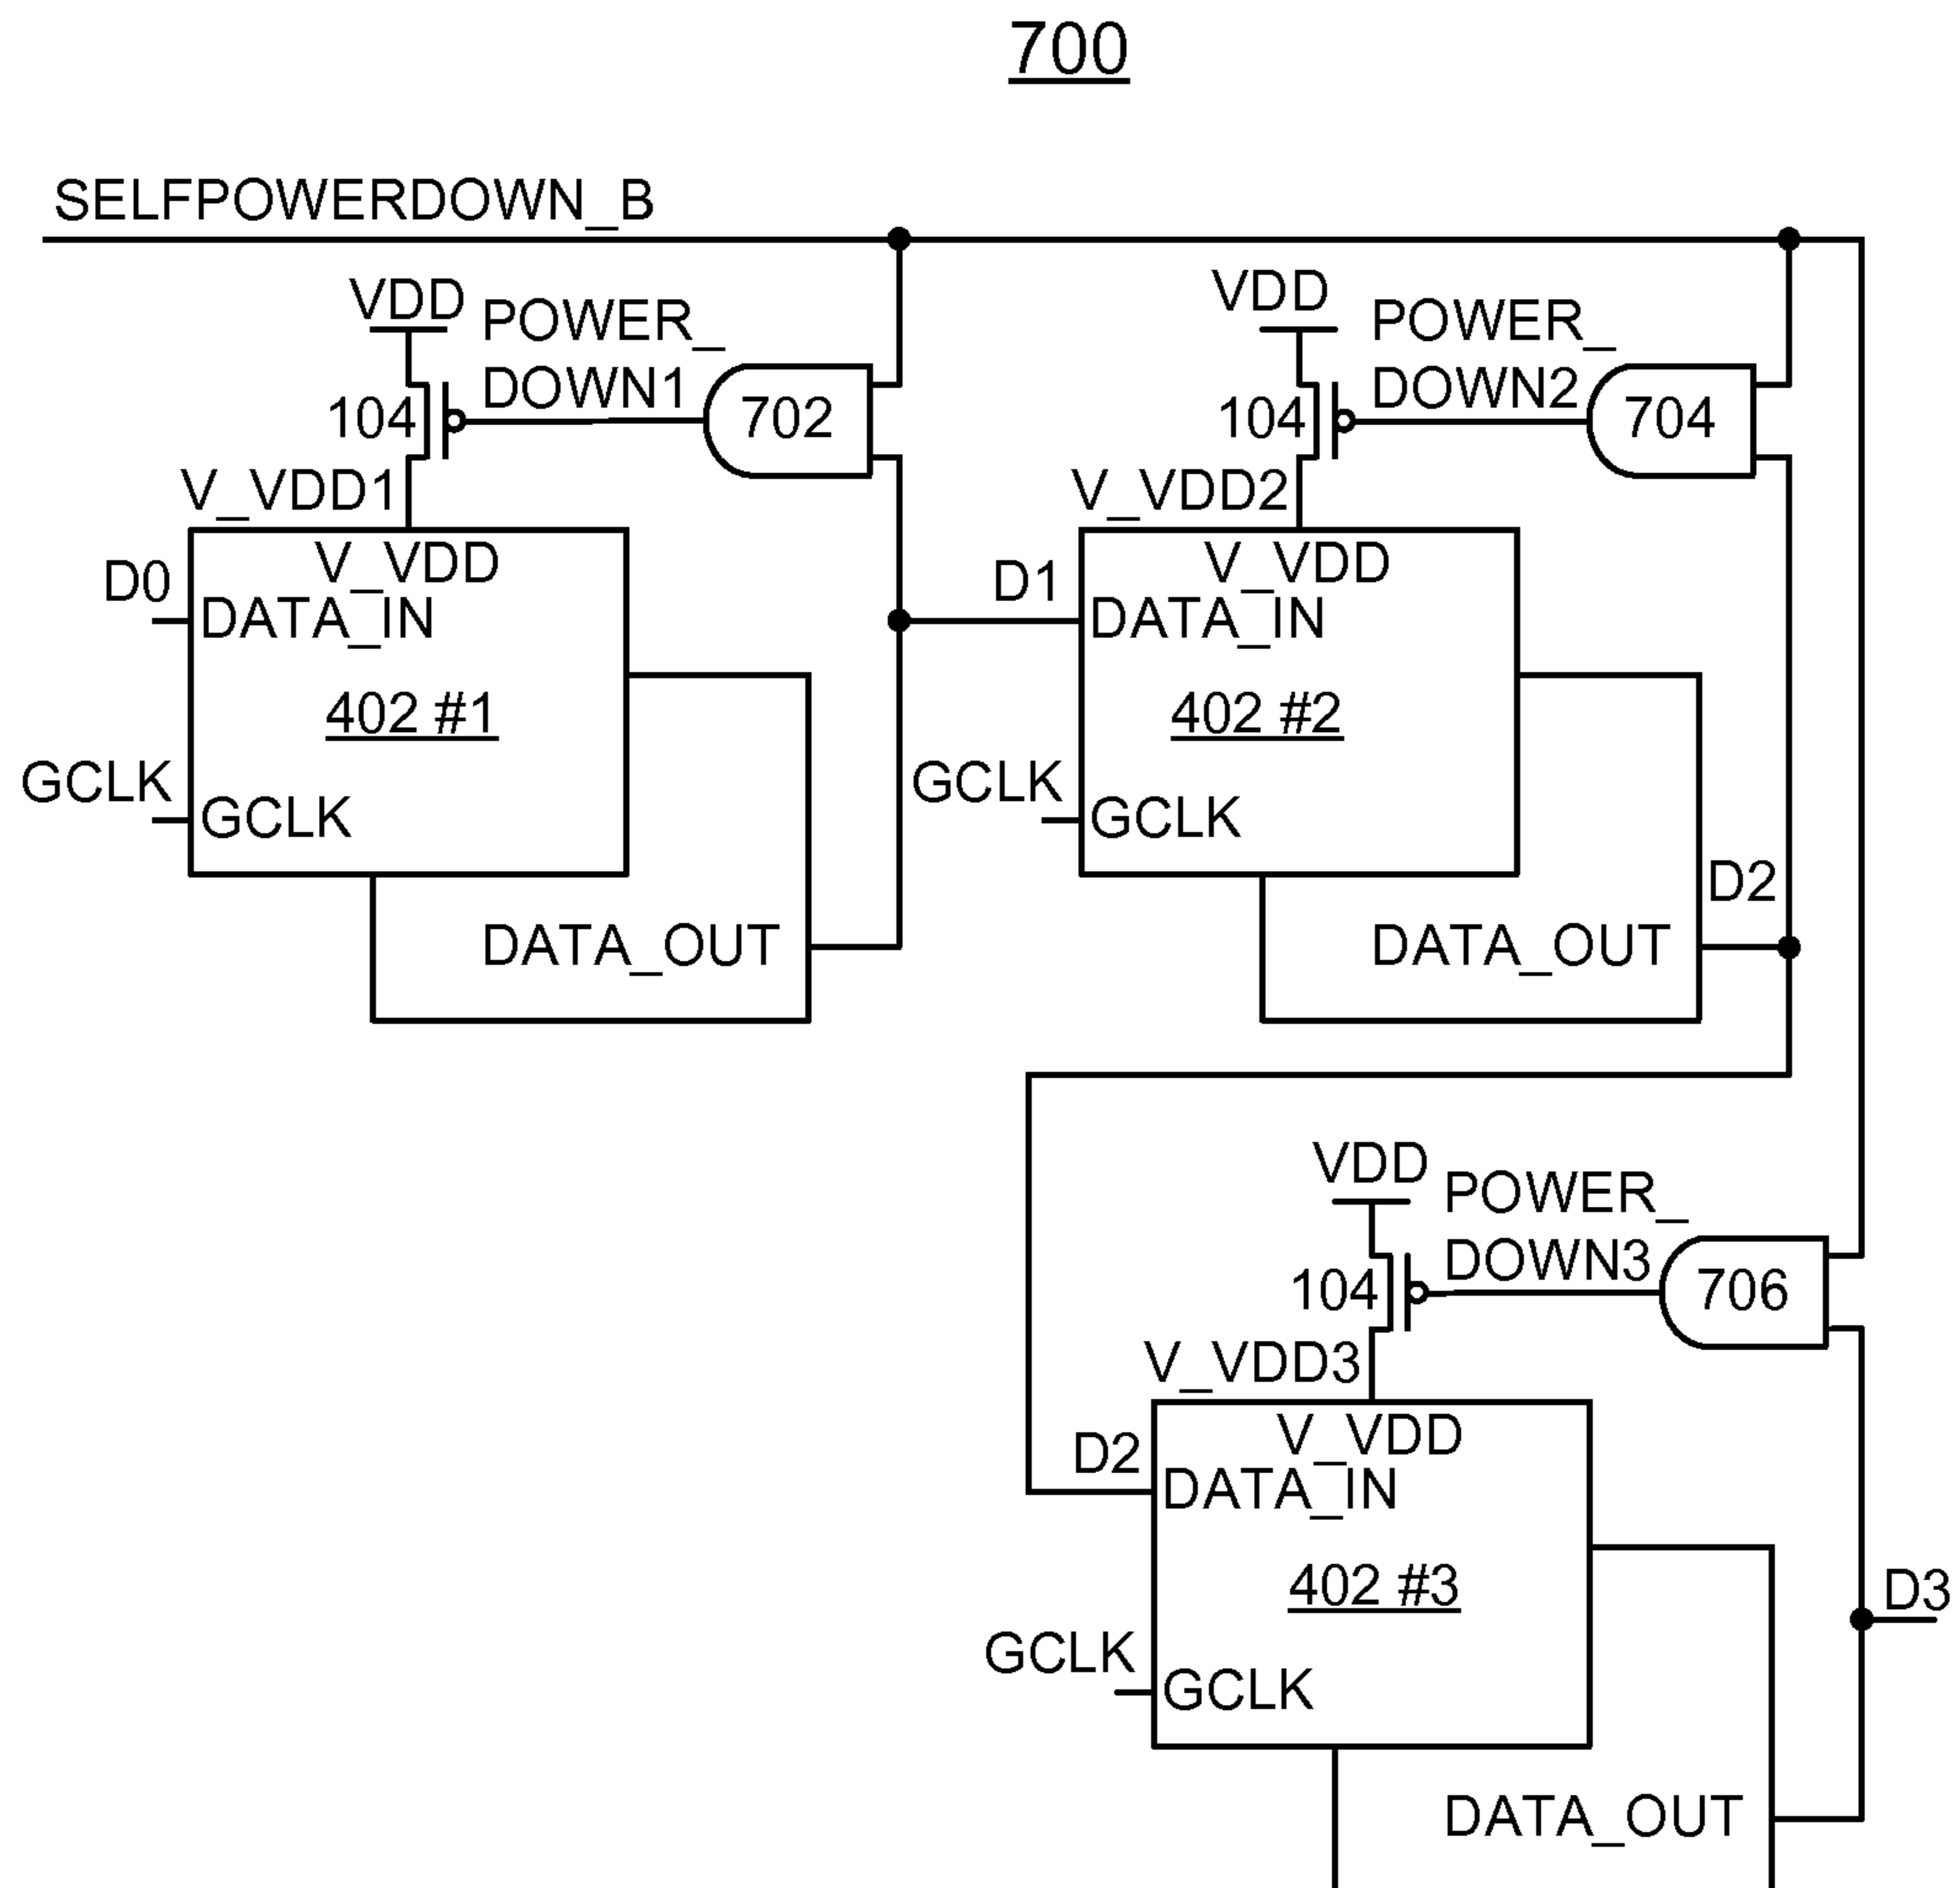 700
SELFPOWERDOWN_B
VDD
POWER_
DOWN1
104
702
V_VDD1
V_VDD
D0
DATA_IN
402 #1
GCLK
GCLK
DATA_OUT
VDD
POWER_
DOWN2
104
704
V_VDD2
V_VDD
D1
DATA_IN
402 #2
GCLK
GCLK
D2
DATA_OUT
VDD
POWER_
DOWN3
104
706
V_VDD3
V_VDD
D2
DATA_IN
402 #3
D3
GCLK
GCLK
DATA_OUT